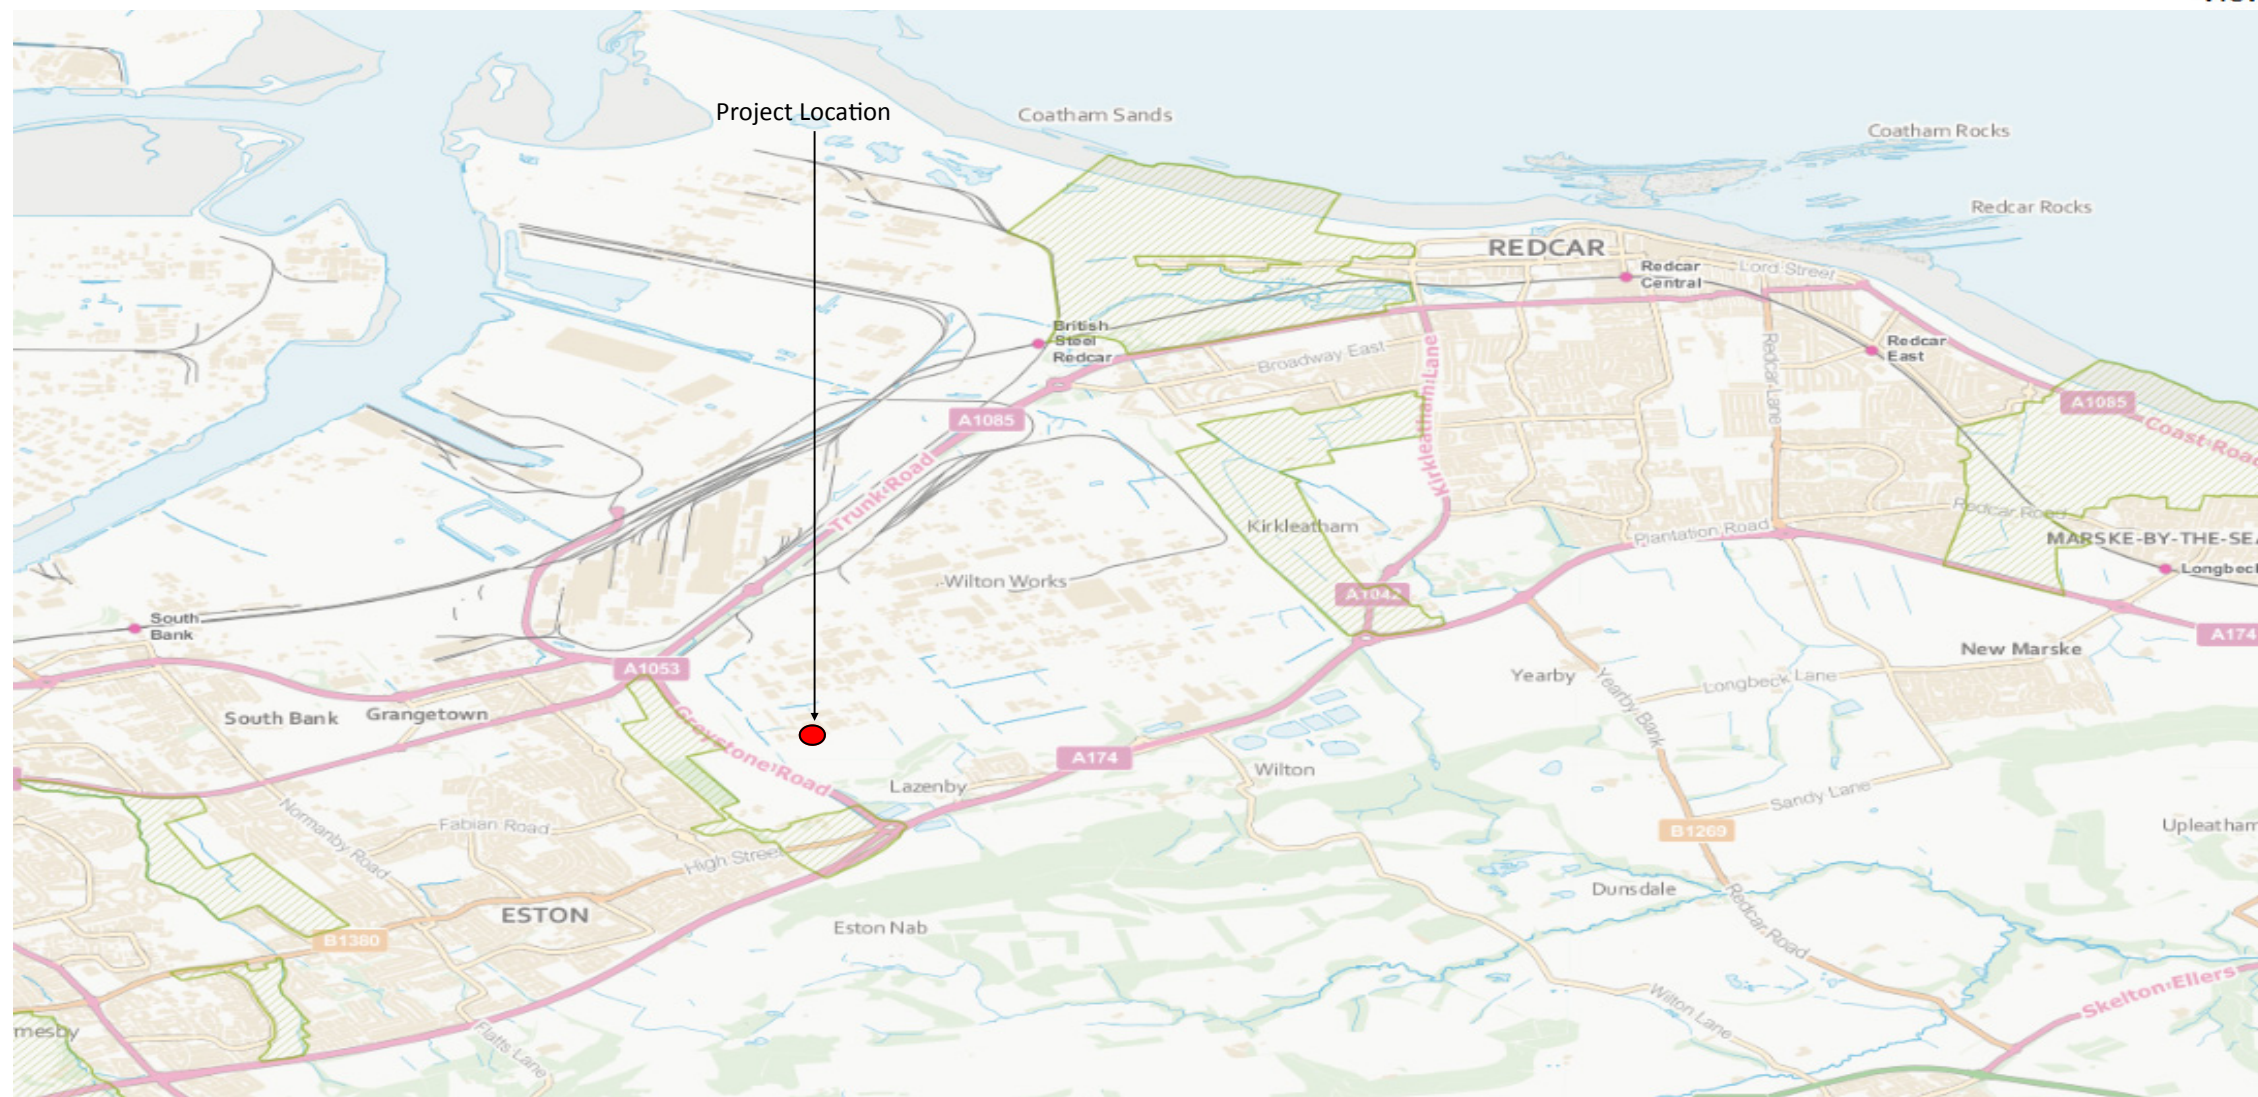 Project Location
Coatham Sands
Coatham Rocks
Redcar Rocks
REDCAR
Redcar
Central
Lord Street
British
Steel
Redcar
Broadway East
Kirkleatham Lane
Redcar Lane
Redcar
East
A1085
A1085
Coast Road
Trunk Road
Kirkleatham
Redcar Road
Plantation Road
MARSKE-BY-THE-SEA
Longbeck
Wilton Works
A1042
South
Bank
A174
A1053
New Marske
Yearby
Yearby Bank
Longbeck Lane
South Bank
Grangetown
Greystone Road
A174
Wilton
Lazenby
Sandy Lane
Normanby Road
Fabian Road
High Street
B1269
Upleatham
Dunsdale
ESTON
Eston Nab
B1380
Redcar Road
Skelton Ellers
Wilton Lane
mesby
Flatts Lane